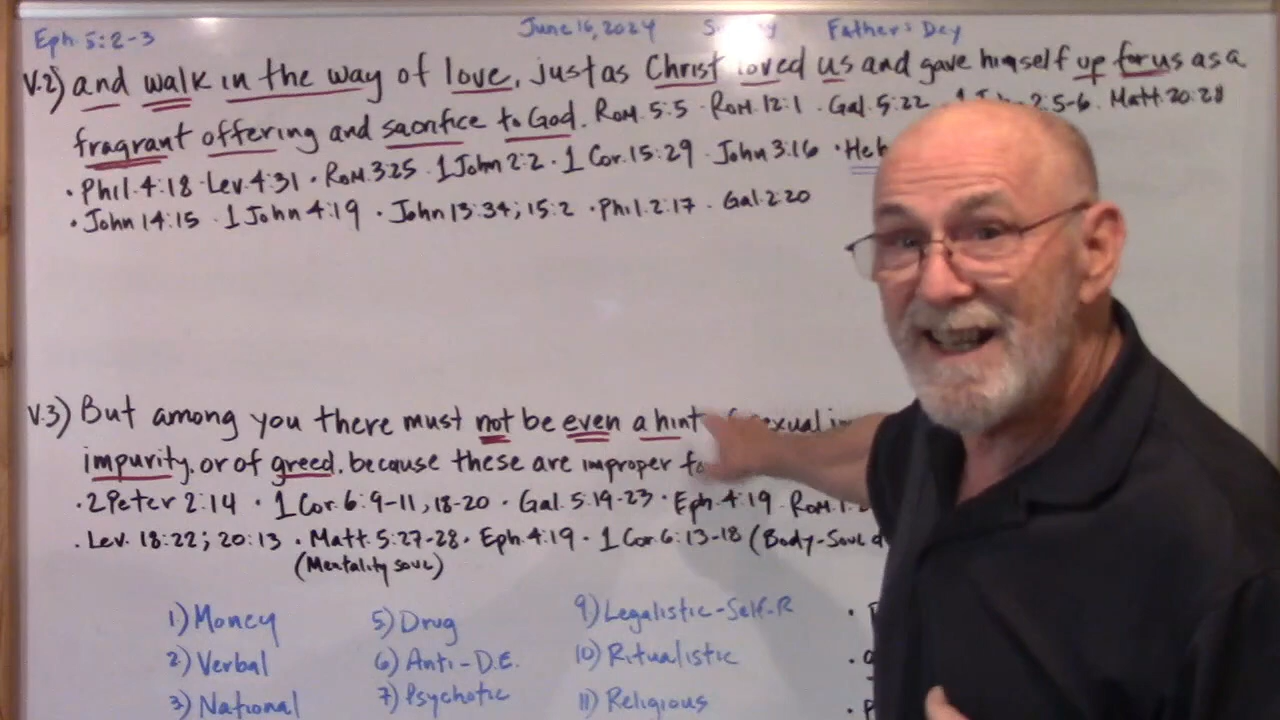 Eph. 5:2-3 June 16, 2024 Father's Day
V.2) and walk in the way of love, just as Christ loved us and gave himself up for us as a
fragrant offering and sacrifice to God. Rom. 5:5 · Rom. 12:1 · Gal. 5:22 2:5-6 · Matt. 20:28
· Phil. 4:18 · Lev. 4:31 · Rom. 3:25 · 1 John 2:2 · 1 Cor. 15:29 · John 3:16 · Heb
· John 14:15 · 1 John 4:19 · John 13:34; 15:2 · Phil. 2:17 · Gal. 2:20
V.3) But among you there must not be even a hint
impurity, or of greed, because these are improper
· 2 Peter 2:14 · 1 Cor. 6:9-11, 18-20 · Gal. 5:19-23 · Eph. 4:19 Rom.
· Lev. 18:22; 20:13 · Matt. 5:27-28 · Eph. 4:19 · 1 Cor. 6:13-18 (Body-Soul
(Mentality soul)
1) Money 5) Drug 9) Legalistic-Self-R
2) Verbal 6) Anti-D.E. 10) Ritualistic
3) National 7) Psychotic 11) Religious